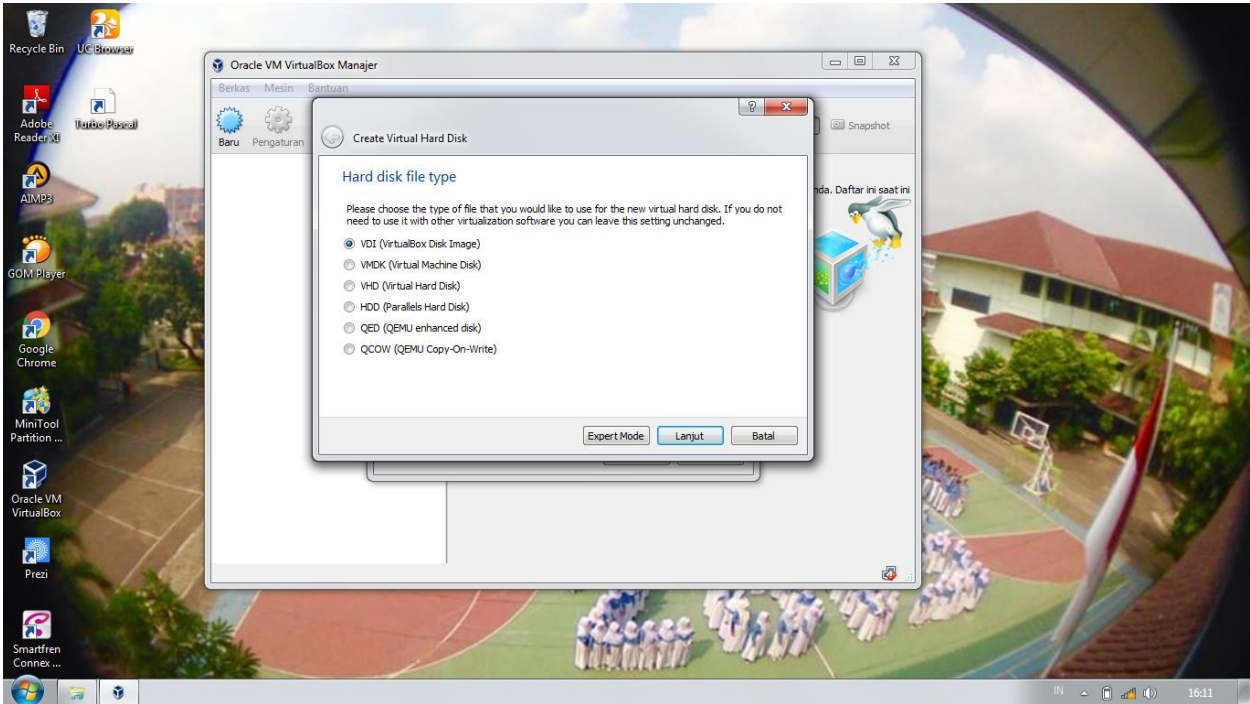 Recycle Bin
UC Browser
Adobe
Reader XI
Turbo Pascal
AIMP3
GOM Player
Google
Chrome
MiniTool
Partition ...
Oracle VM
VirtualBox
Prezi
Smartfren
Connex ...
Oracle VM VirtualBox Manajer
Berkas Mesin Bantuan
Baru Pengaturan
Snapshot
nda. Daftar ini saat ini
Create Virtual Hard Disk
Hard disk file type
Please choose the type of file that you would like to use for the new virtual hard disk. If you do not
need to use it with other virtualization software you can leave this setting unchanged.
VDI (VirtualBox Disk Image)
VMDK (Virtual Machine Disk)
VHD (Virtual Hard Disk)
HDD (Parallels Hard Disk)
QED (QEMU enhanced disk)
QCOW (QEMU Copy-On-Write)
Expert Mode Lanjut Batal
IN 16:11